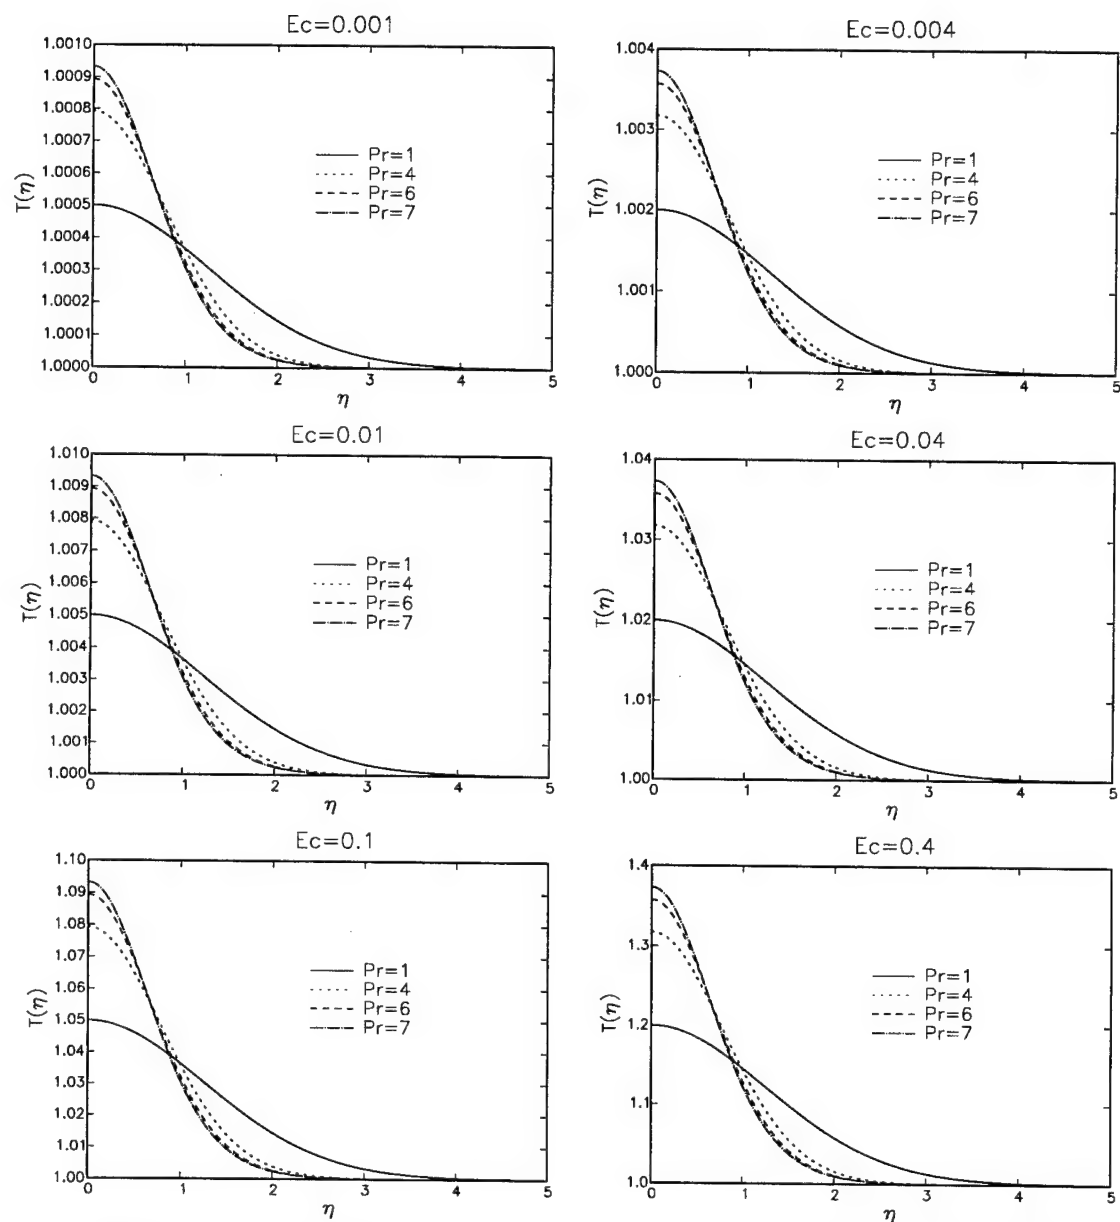 Ec=0.001
1.0010
1.0009
1.0008
1.0007
1.0006
1.0005
1.0004
1.0003
1.0002
1.0001
1.0000
T(η)
Pr=1
Pr=4
Pr=6
Pr=7
0 1 2 3 4 5
η
Ec=0.004
1.004
1.003
1.002
1.001
1.000
T(η)
Pr=1
Pr=4
Pr=6
Pr=7
0 1 2 3 4 5
η
Ec=0.01
1.010
1.009
1.008
1.007
1.006
1.005
1.004
1.003
1.002
1.001
1.000
T(η)
Pr=1
Pr=4
Pr=6
Pr=7
0 1 2 3 4 5
η
Ec=0.04
1.04
1.03
1.02
1.01
1.00
T(η)
Pr=1
Pr=4
Pr=6
Pr=7
0 1 2 3 4 5
η
Ec=0.1
1.10
1.09
1.08
1.07
1.06
1.05
1.04
1.03
1.02
1.01
1.00
T(η)
Pr=1
Pr=4
Pr=6
Pr=7
0 1 2 3 4 5
η
Ec=0.4
1.4
1.3
1.2
1.1
1.0
T(η)
Pr=1
Pr=4
Pr=6
Pr=7
0 1 2 3 4 5
η